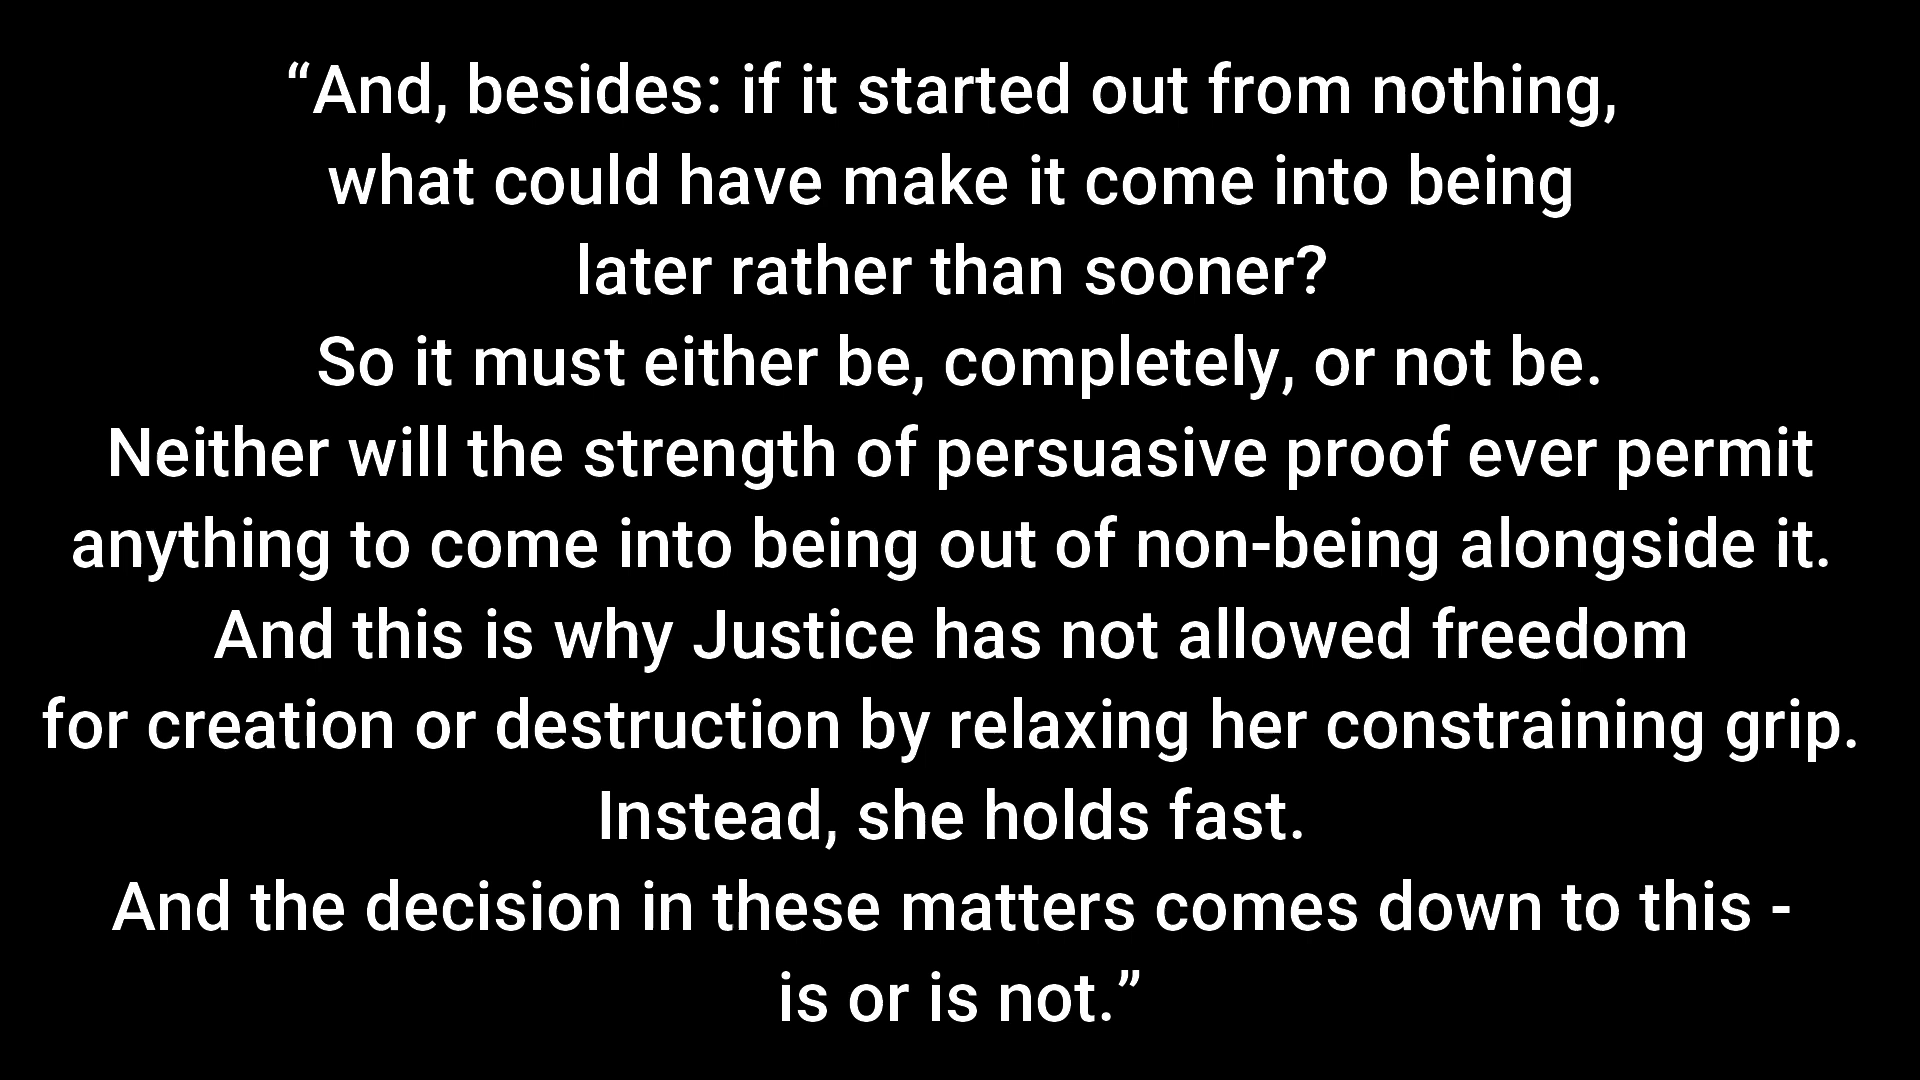 “And, besides: if it started out from nothing,
what could have make it come into being
later rather than sooner?
So it must either be, completely, or not be.
Neither will the strength of persuasive proof ever permit
anything to come into being out of non-being alongside it.
And this is why Justice has not allowed freedom
for creation or destruction by relaxing her constraining grip.
Instead, she holds fast.
And the decision in these matters comes down to this -
is or is not.”